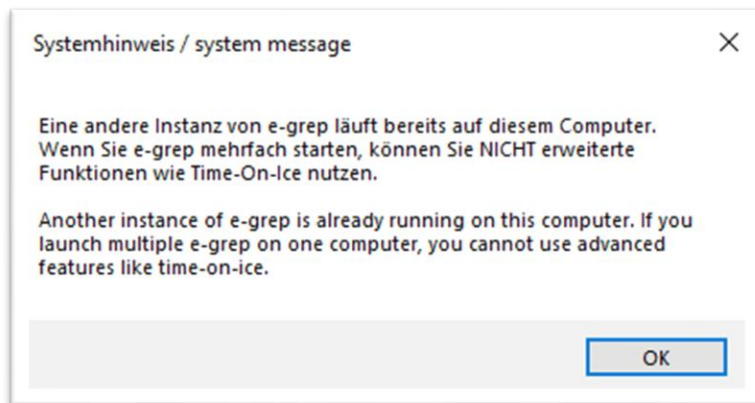 Systemhinweis / system message
Eine andere Instanz von e-grep läuft bereits auf diesem Computer.
Wenn Sie e-grep mehrfach starten, können Sie NICHT erweiterte
Funktionen wie Time-On-Ice nutzen.
Another instance of e-grep is already running on this computer. If you
launch multiple e-grep on one computer, you cannot use advanced
features like time-on-ice.
OK